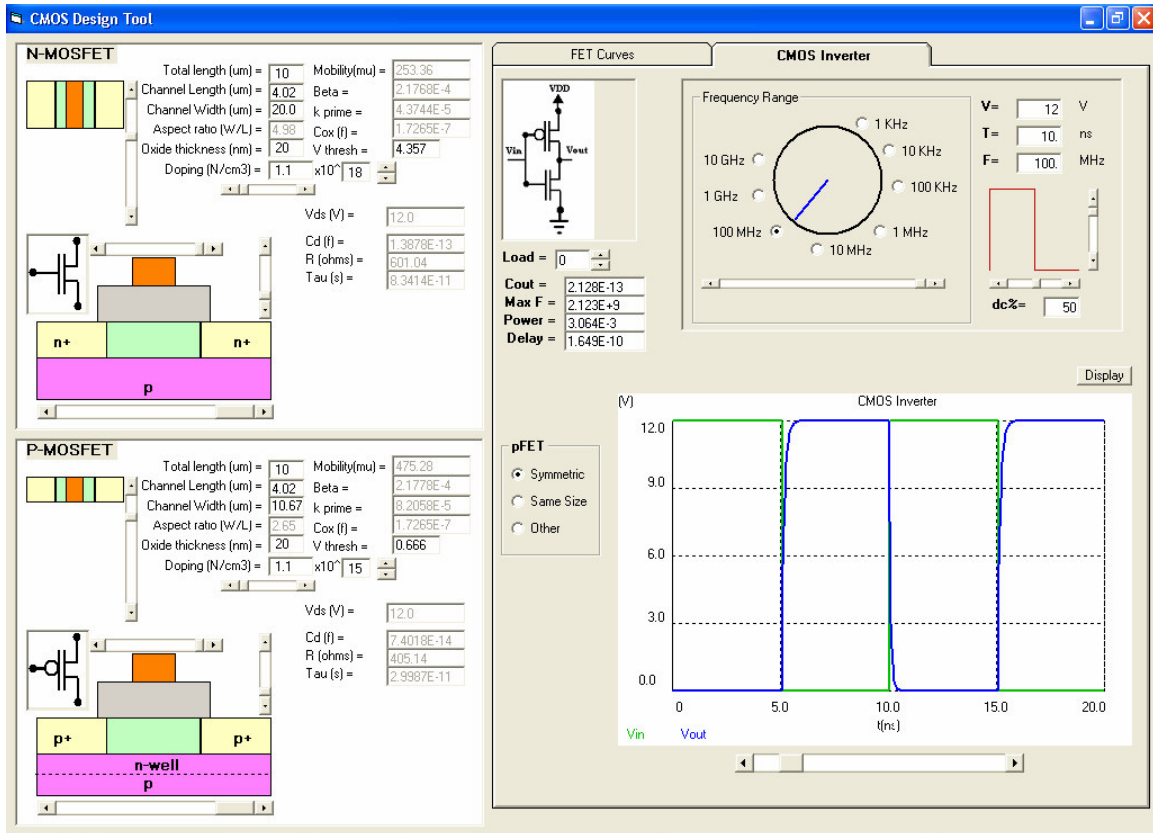 CMOS Design Tool
N-MOSFET
Total length (um) = 10 Mobility(mu) = 253.36
Channel Length (um) = 4.02 Beta = 2.1768E-4
Channel Width (um) = 20.0 k prime = 4.3744E-5
Aspect ratio (W/L) = 4.98 Cox (f) = 1.7265E-7
Oxide thickness (nm) = 20 V thresh = 4.357
Doping (N/cm3) = 1.1 x10^ 18
Vds (V) = 12.0
Cd (f) = 1.3878E-13
R (ohms) = 601.04
Tau (s) = 8.3414E-11
n+ n+
p
P-MOSFET
Total length (um) = 10 Mobility(mu) = 475.28
Channel Length (um) = 4.02 Beta = 2.1778E-4
Channel Width (um) = 10.67 k prime = 8.2058E-5
Aspect ratio (W/L) = 2.65 Cox (f) = 1.7265E-7
Oxide thickness (nm) = 20 V thresh = 0.666
Doping (N/cm3) = 1.1 x10^ 15
Vds (V) = 12.0
Cd (f) = 7.4018E-14
R (ohms) = 405.14
Tau (s) = 2.9987E-11
p+ p+
n-well
p
FET Curves CMOS Inverter
VDD
Vin Vout
Load = 0
Cout = 2.128E-13
Max F = 2.123E+9
Power = 3.064E-3
Delay = 1.649E-10
Frequency Range
1 KHz
10 KHz
100 KHz
1 MHz
10 MHz
100 MHz
1 GHz
10 GHz
V= 12 V
T= 10. ns
F= 100. MHz
dc%= 50
Display
pFET
Symmetric
Same Size
Other
(V) CMOS Inverter
12.0
9.0
6.0
3.0
0.0
0 5.0 10.0 15.0 20.0
t(ns)
Vin Vout